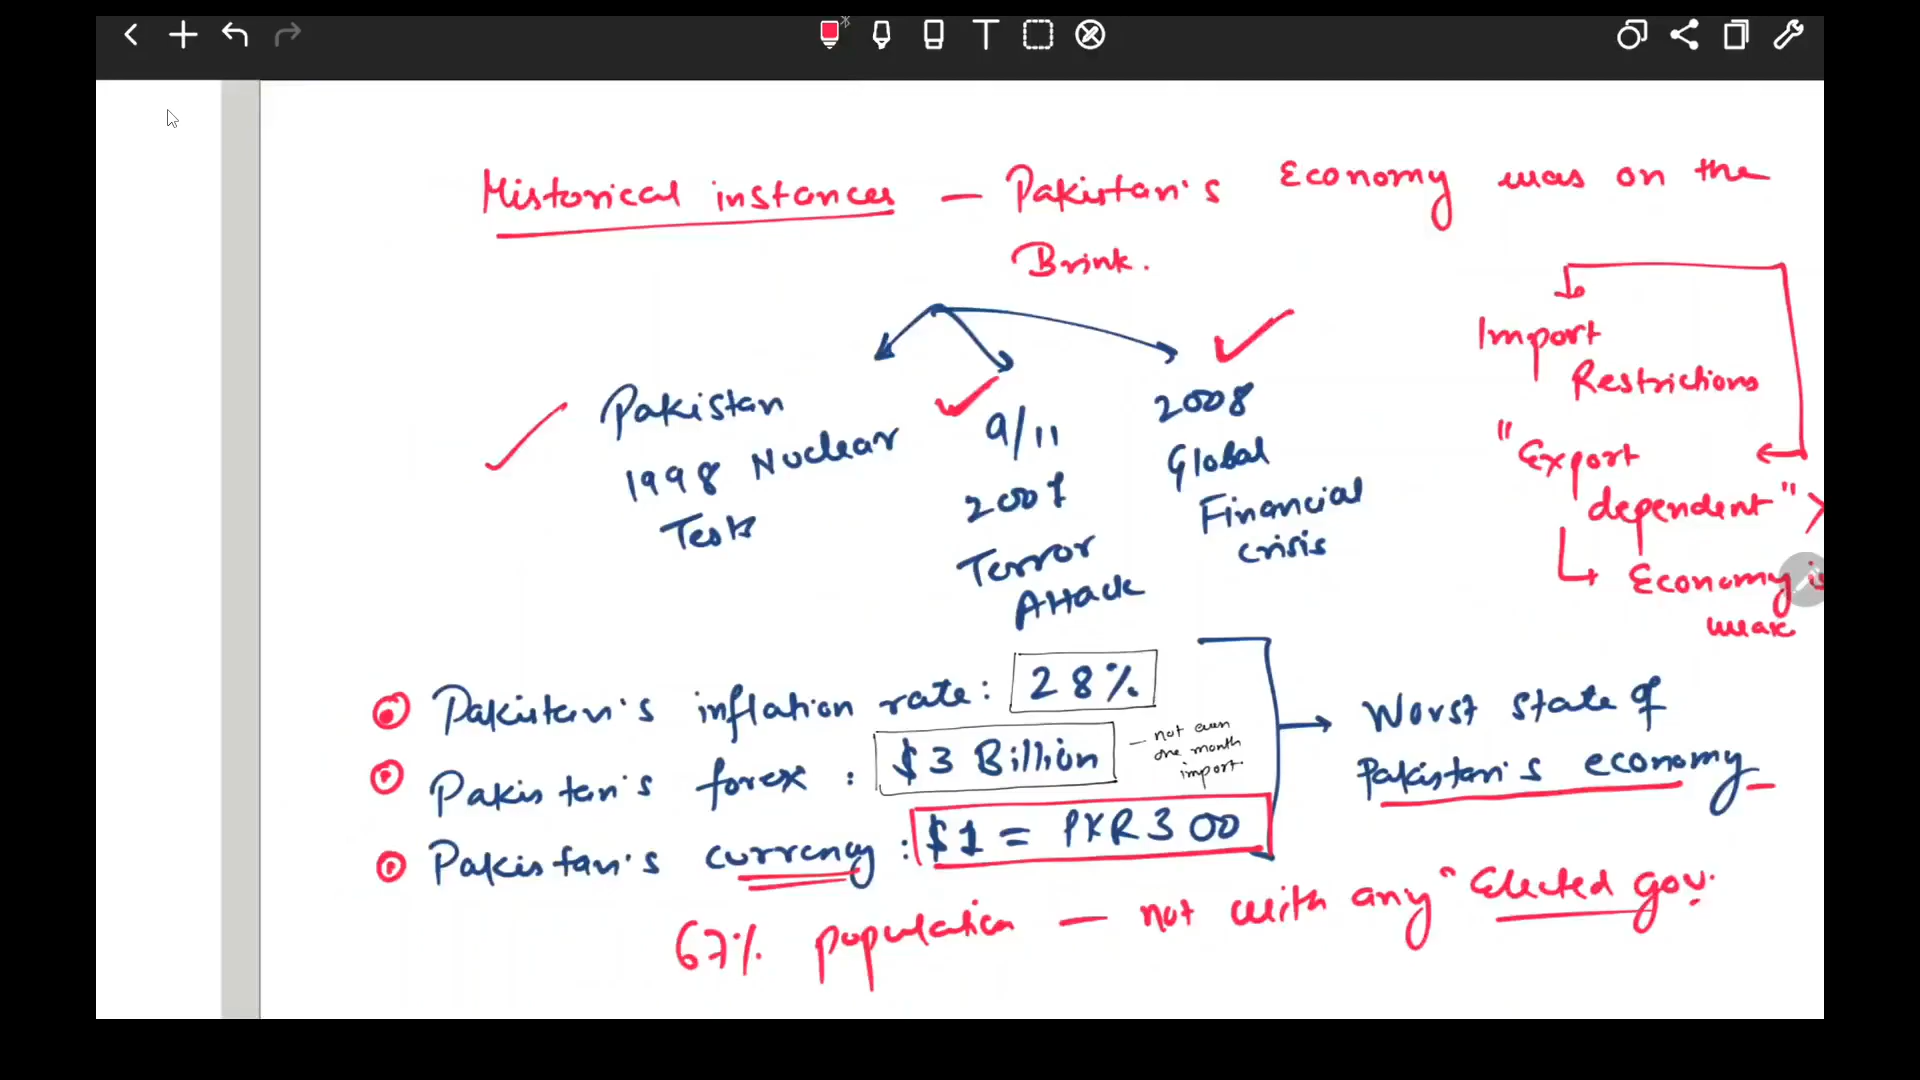 Historical instances — Pakistan's Economy was on the
Brink.
Pakistan
1998 Nuclear
Tests
9/11
2001
Terror
Attack
2008
Global
Financial
crisis
Import
Restrictions
"Export
dependent"
Economy is
weak
Pakistan's inflation rate: 28%
Pakistan's forex : $3 Billion — not even
one month
import.
Pakistan's currency : $1 = PKR 300
Worst state of
Pakistan's economy
67% population — not with any "Elected gov.